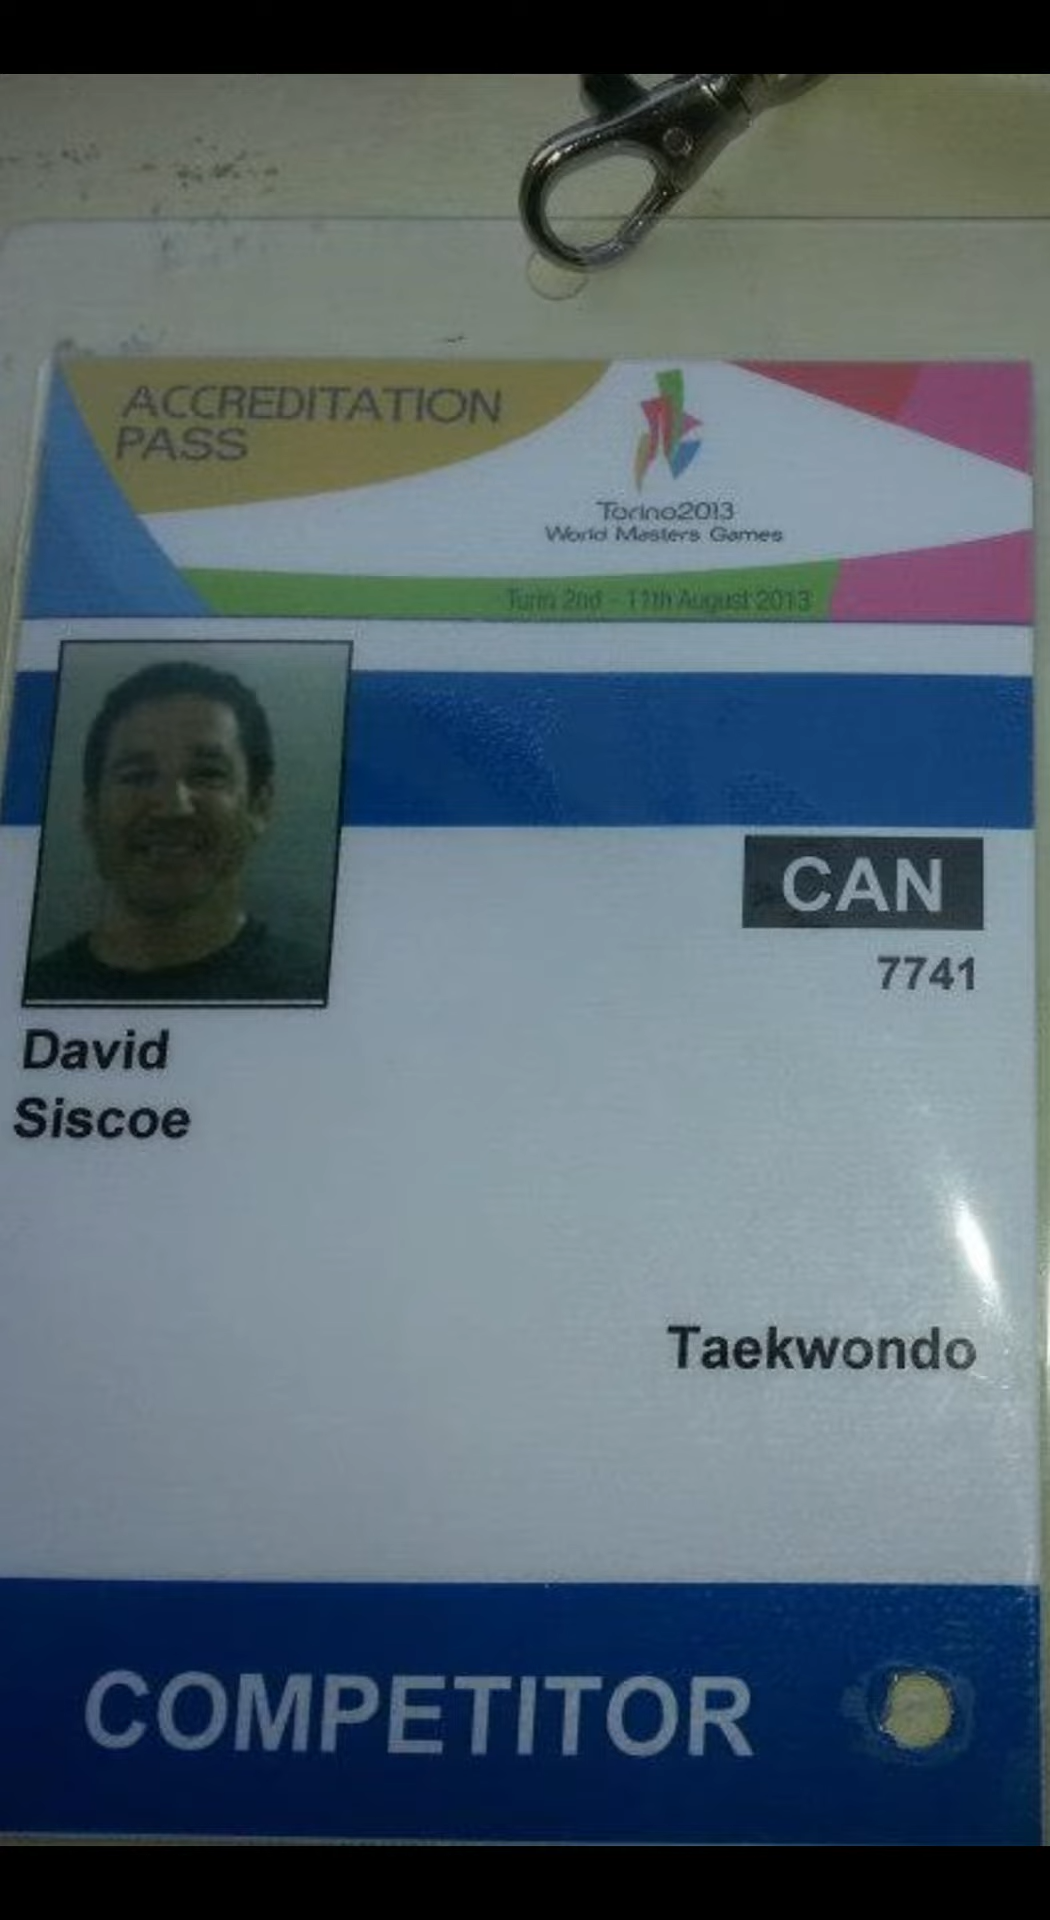 ACCREDITATION
PASS
Torino2013
World Masters Games
Turin 2nd - 11th August 2013
CAN
7741
David
Siscoe
Taekwondo
COMPETITOR